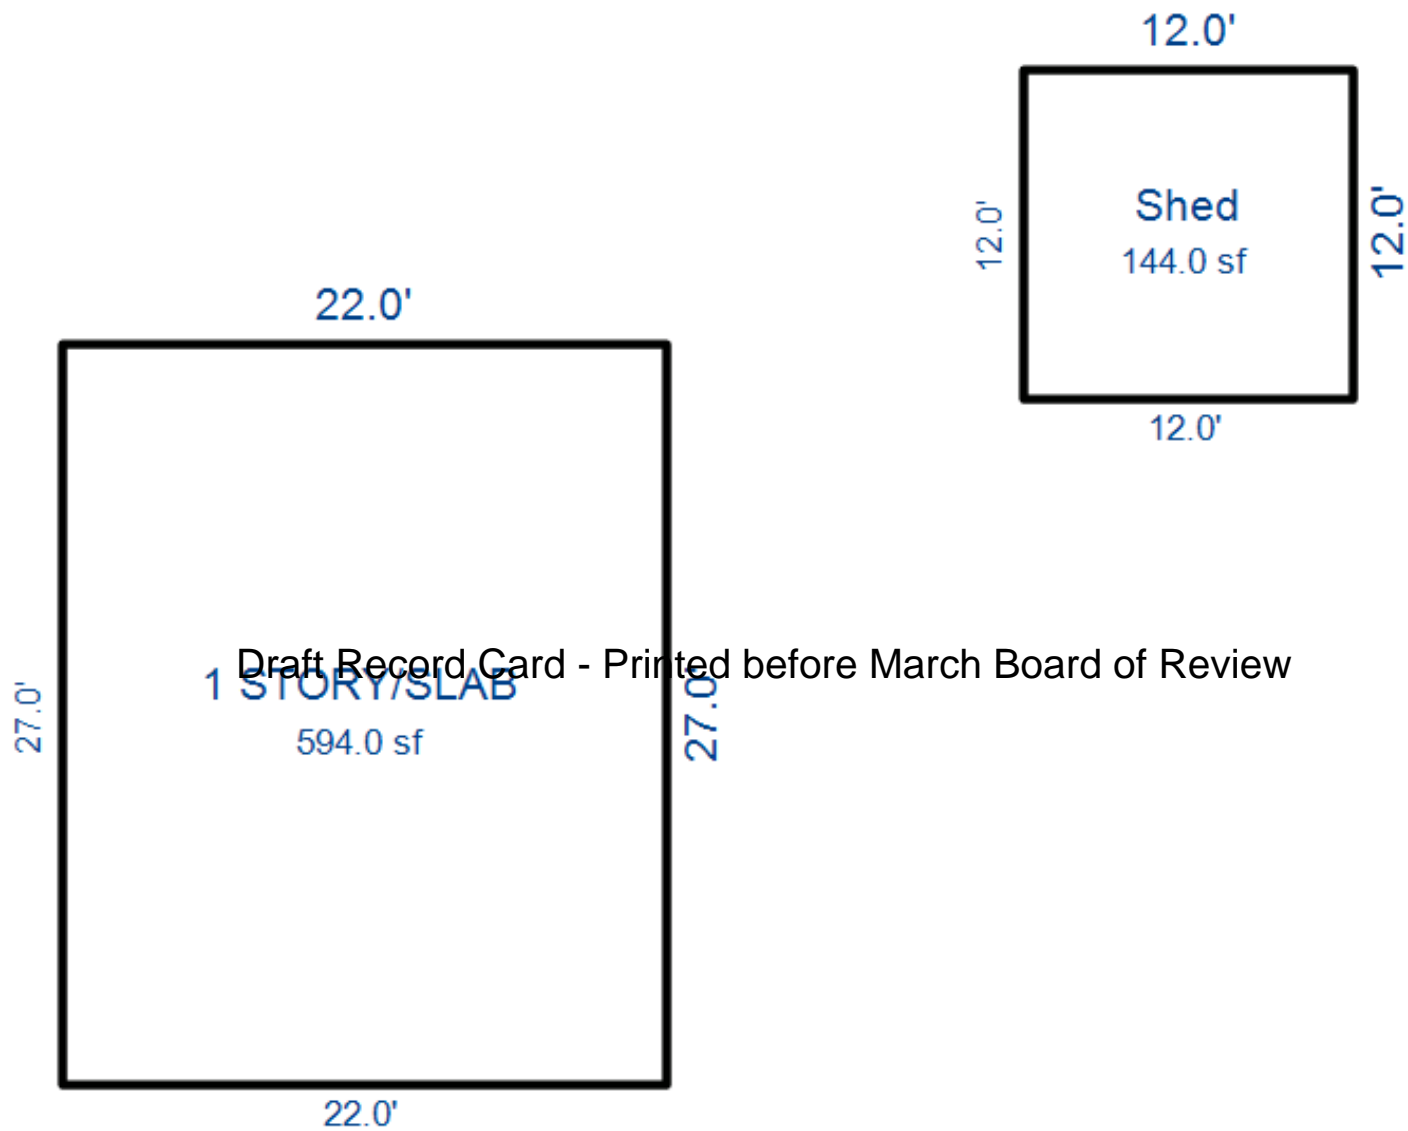 12.0'
Shed
144.0 sf
12.0'
12.0'
12.0'
22.0'
Draft Record Card - Printed before March Board of Review
1 STORY/SLAB
594.0 sf
27.0'
27.0'
22.0'